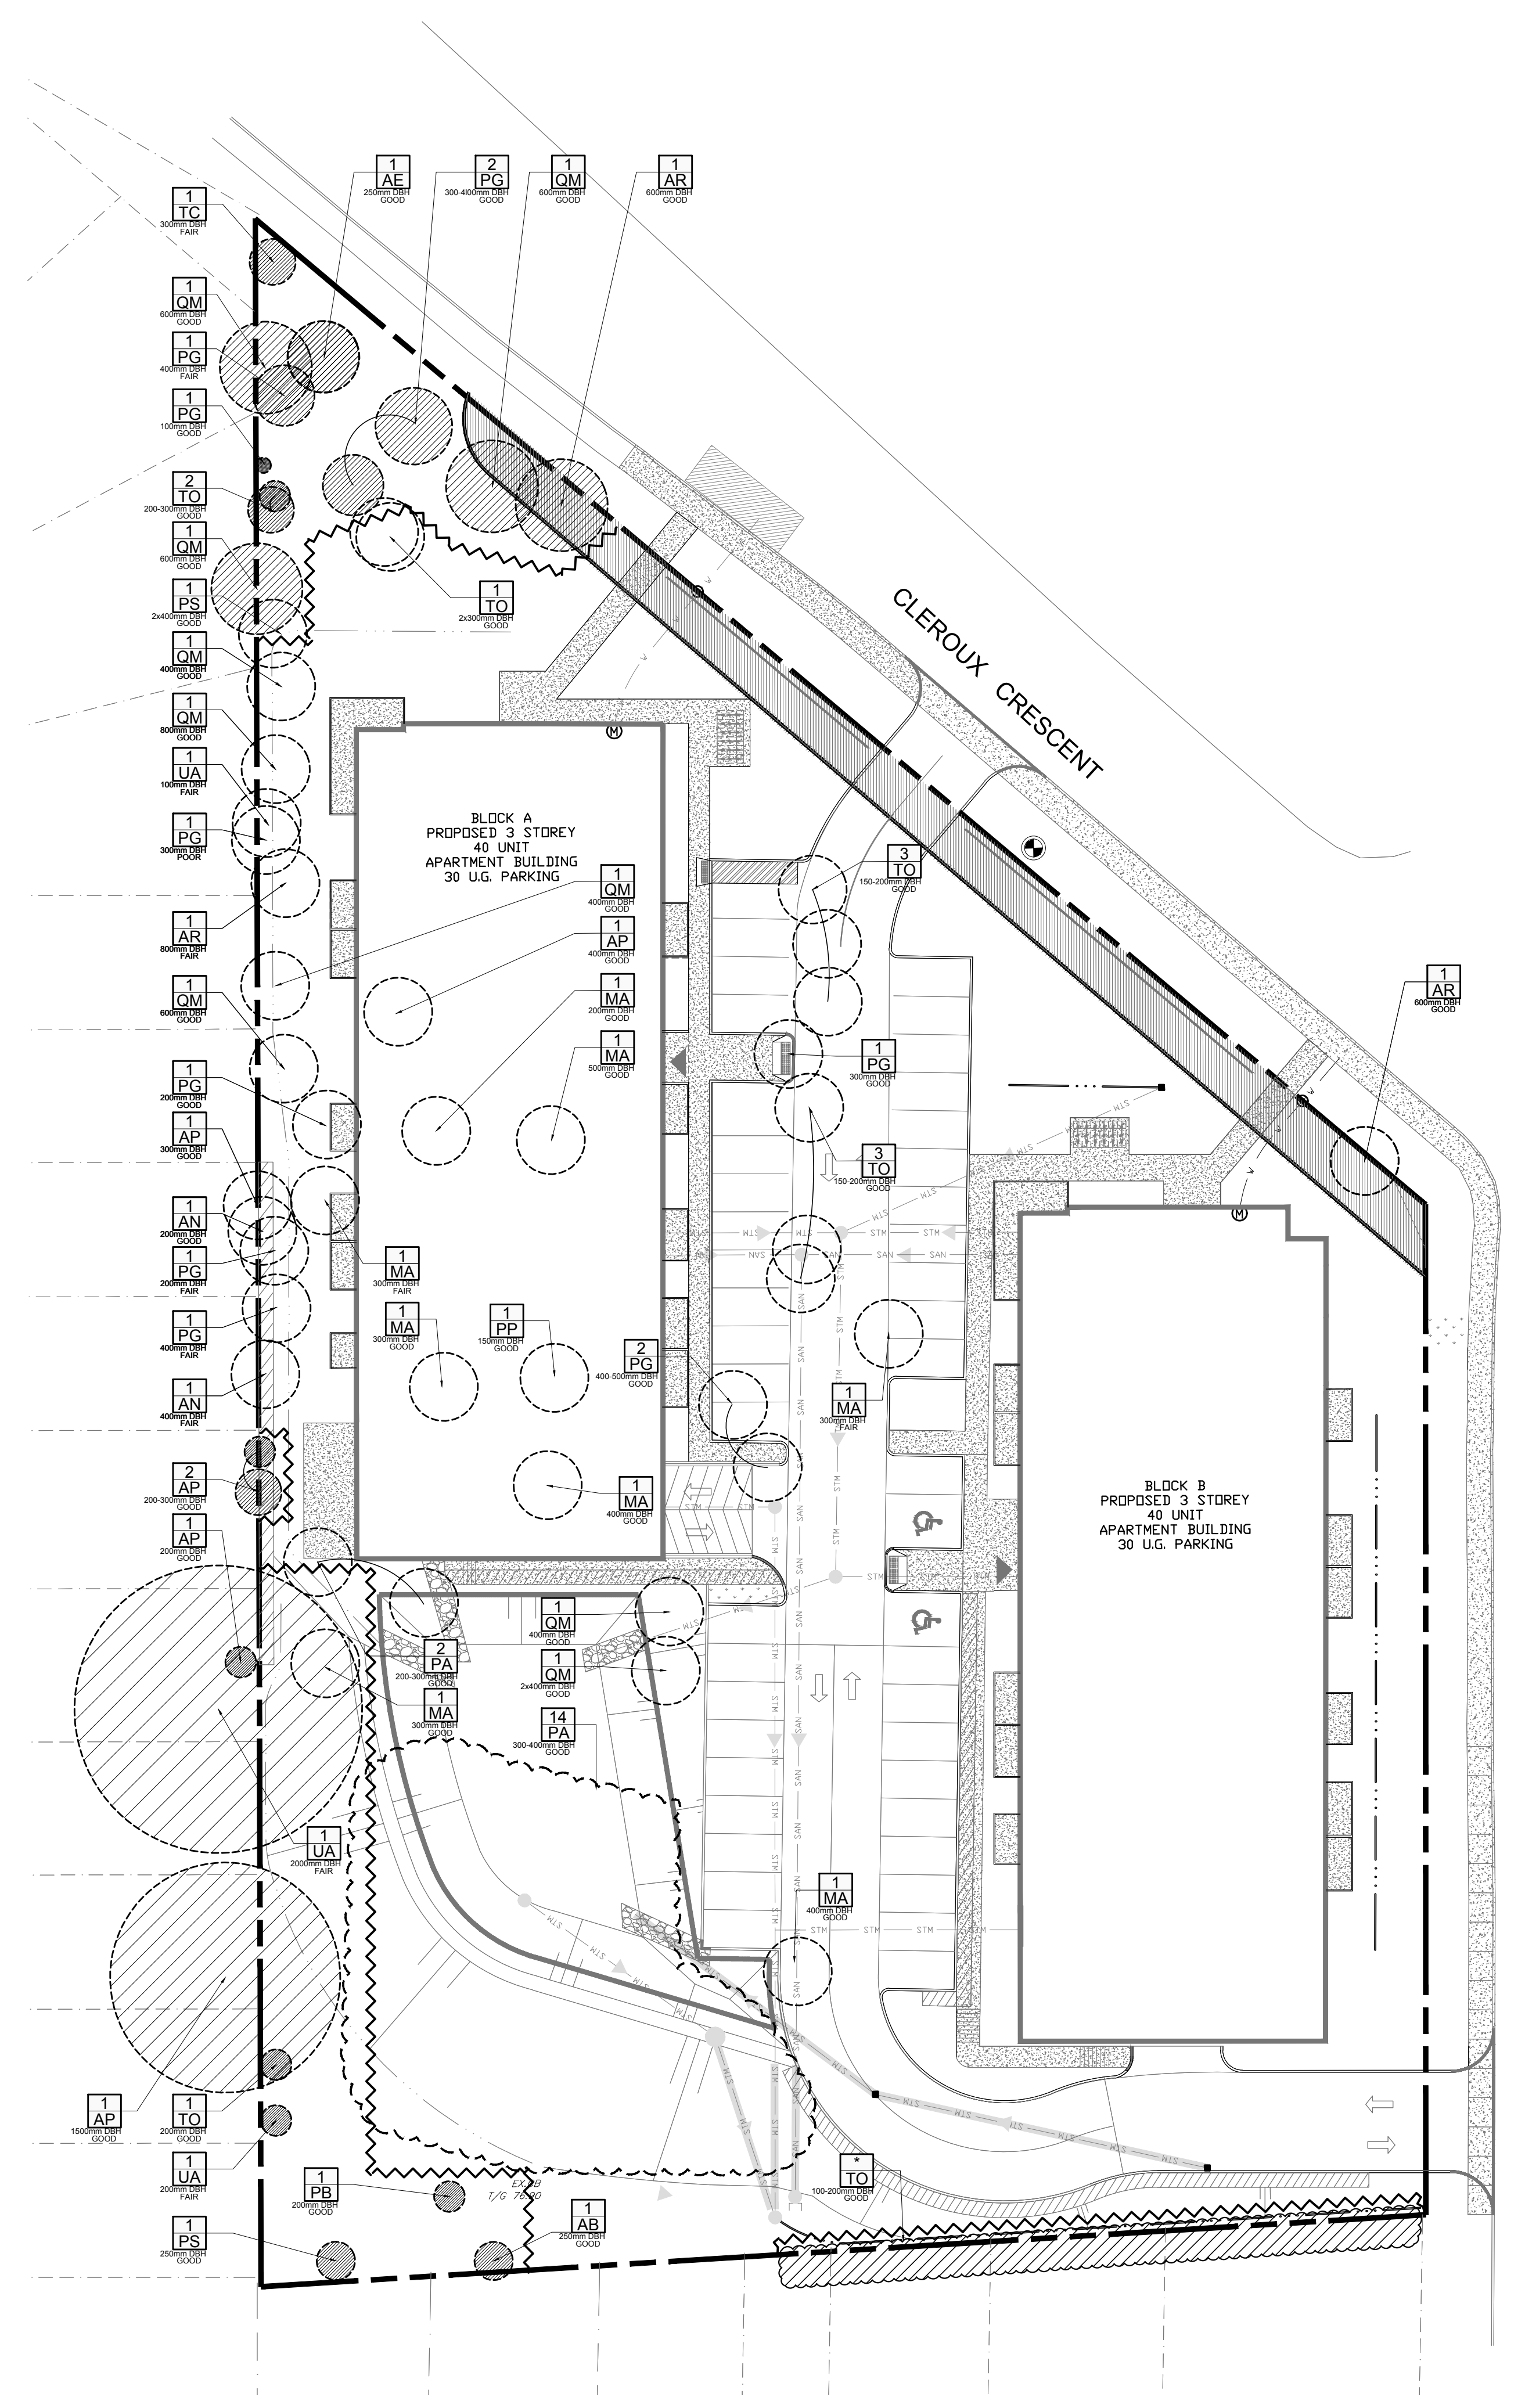 1
AE
250mm DBH
GOOD
2
PG
300-400mm DBH
GOOD
1
QM
600mm DBH
GOOD
1
AR
600mm DBH
GOOD
1
TC
300mm DBH
FAIR
1
QM
600mm DBH
GOOD
1
PG
400mm DBH
FAIR
1
PG
100mm DBH
GOOD
2
TO
200-300mm DBH
GOOD
1
QM
600mm DBH
GOOD
1
PS
2x400mm DBH
GOOD
1
TO
2x300mm DBH
GOOD
1
QM
400mm DBH
GOOD
1
QM
800mm DBH
GOOD
1
UA
100mm DBH
FAIR
1
PG
300mm DBH
POOR
1
AR
800mm DBH
FAIR
1
QM
600mm DBH
GOOD
1
PG
200mm DBH
GOOD
1
AP
300mm DBH
GOOD
1
AN
200mm DBH
GOOD
1
PG
200mm DBH
FAIR
1
PG
400mm DBH
FAIR
1
AN
400mm DBH
FAIR
2
AP
200-300mm DBH
GOOD
1
AP
200mm DBH
GOOD
CLEROUX CRESCENT
M
BLOCK A
PROPOSED 3 STOREY
40 UNIT
APARTMENT BUILDING
30 U.G. PARKING
1
QM
400mm DBH
GOOD
1
AP
400mm DBH
GOOD
1
MA
200mm DBH
GOOD
1
MA
500mm DBH
GOOD
1
MA
300mm DBH
FAIR
1
MA
300mm DBH
GOOD
1
PP
150mm DBH
GOOD
2
PG
400-500mm DBH
GOOD
1
MA
400mm DBH
GOOD
3
TO
150-200mm DBH
GOOD
1
PG
300mm DBH
GOOD
3
TO
150-200mm DBH
GOOD
1
MA
300mm DBH
FAIR
1
AR
600mm DBH
GOOD
M
STM
STM
STM
STM
STM
SAN
SAN
SAN
SAN
BLOCK B
PROPOSED 3 STOREY
40 UNIT
APARTMENT BUILDING
30 U.G. PARKING
1
QM
400mm DBH
GOOD
1
QM
2x400mm DBH
GOOD
2
PA
200-300mm DBH
GOOD
1
MA
300mm DBH
GOOD
14
PA
300-400mm DBH
GOOD
1
UA
2000mm DBH
FAIR
1
MA
400mm DBH
GOOD
STM
STM
STM
SAN
SAN
1
AP
1500mm DBH
GOOD
1
TO
200mm DBH
GOOD
1
UA
200mm DBH
FAIR
1
PB
200mm DBH
GOOD
1
PS
250mm DBH
GOOD
1
AB
250mm DBH
GOOD
*
TO
100-200mm DBH
GOOD